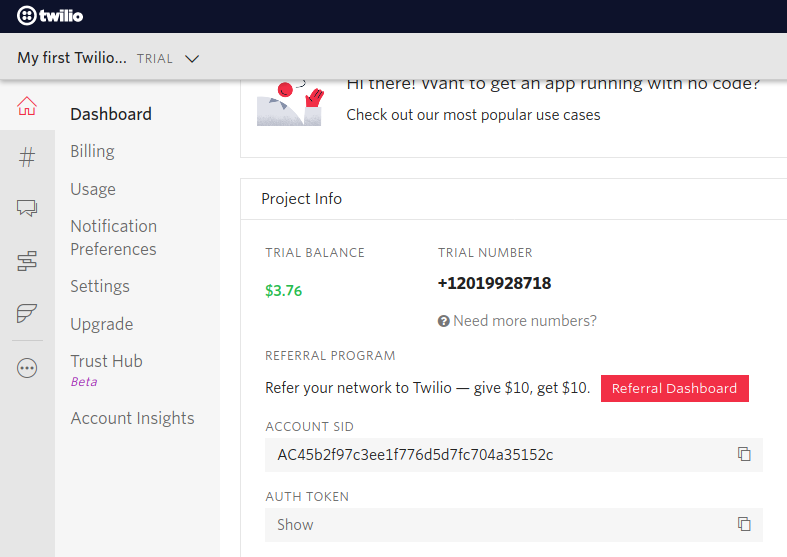 twilio
My first Twilio... TRIAL
Hi there! Want to get an app running with no code?
Check out our most popular use cases
Dashboard
Billing
Usage
Notification
Preferences
Settings
Upgrade
Trust Hub
Beta
Account Insights
Project Info
TRIAL BALANCE
$3.76
TRIAL NUMBER
+12019928718
Need more numbers?
REFERRAL PROGRAM
Refer your network to Twilio — give $10, get $10. Referral Dashboard
ACCOUNT SID
AC45b2f97c3ee1f776d5d7fc704a35152c
AUTH TOKEN
Show